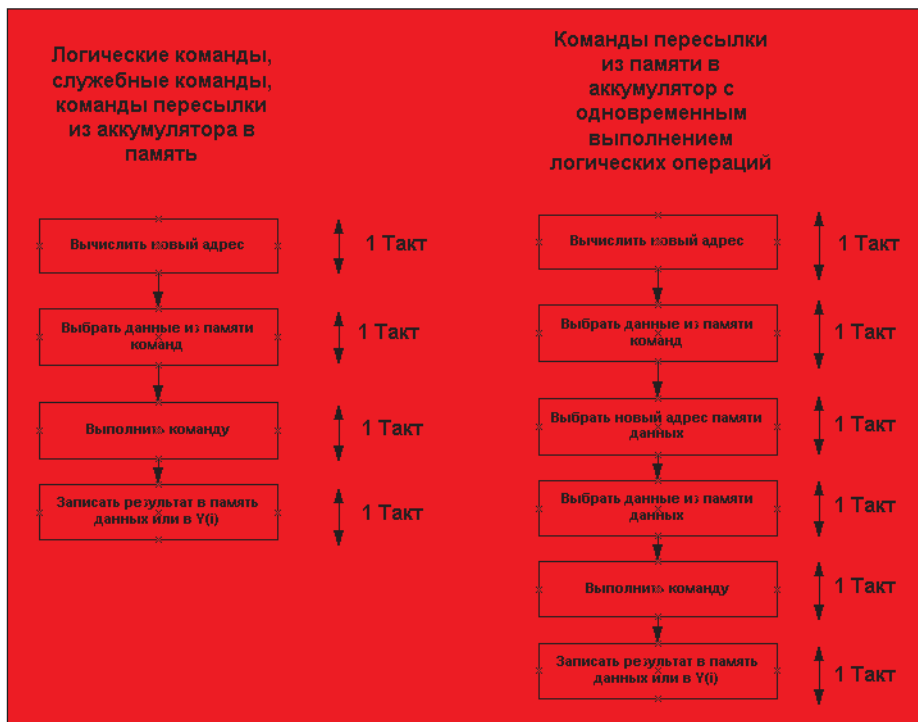 Логические команды,
служебные команды,
команды пересылки
из аккумулятора в
память
Вычислить новый адрес
1 Такт
Выбрать данные из памяти
команд
1 Такт
Выполнить команду
1 Такт
Записать результат в память
данных или в Y(i)
1 Такт
Команды пересылки
из памяти в
аккумулятор с
одновременным
выполнением
логических операций
Вычислить новый адрес
1 Такт
Выбрать данные из памяти
команд
1 Такт
Выбрать новый адрес памяти
данных
1 Такт
Выбрать данные из памяти
данных
1 Такт
Выполнить команду
1 Такт
Записать результат в память
данных или в Y(i)
1 Такт